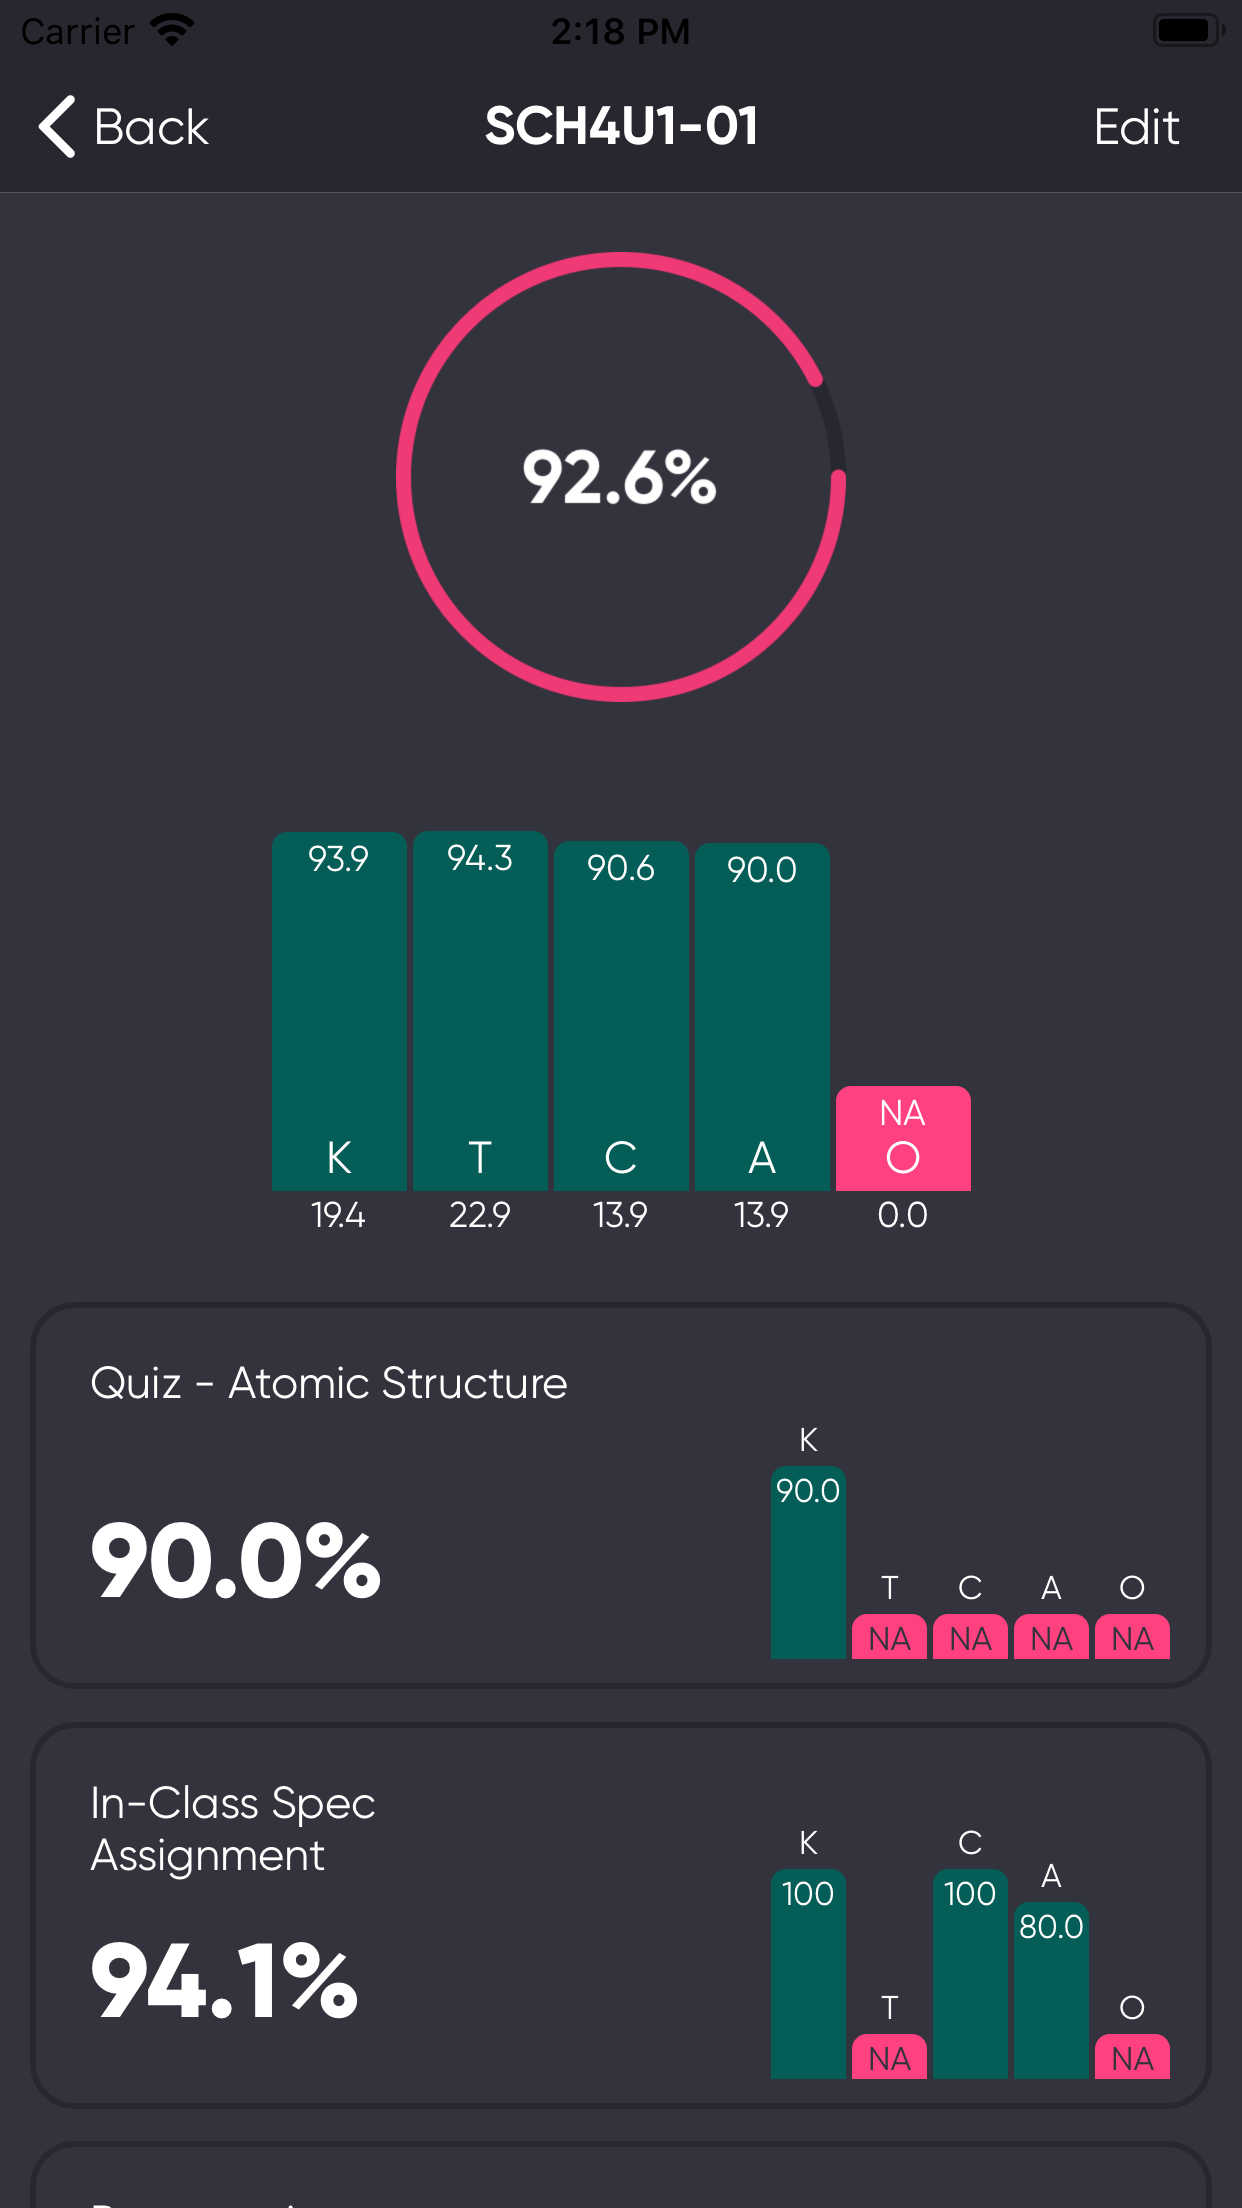 Carrier 2:18 PM
Back SCH4U1-01 Edit
92.6%
93.9 94.3 90.6 90.0 NA
K T C A O
19.4 22.9 13.9 13.9 0.0
Quiz - Atomic Structure
K
90.0
90.0%
T C A O
NA NA NA NA
In-Class Spec
Assignment
K C
A
100 100
80.0
94.1%
T O
NA NA